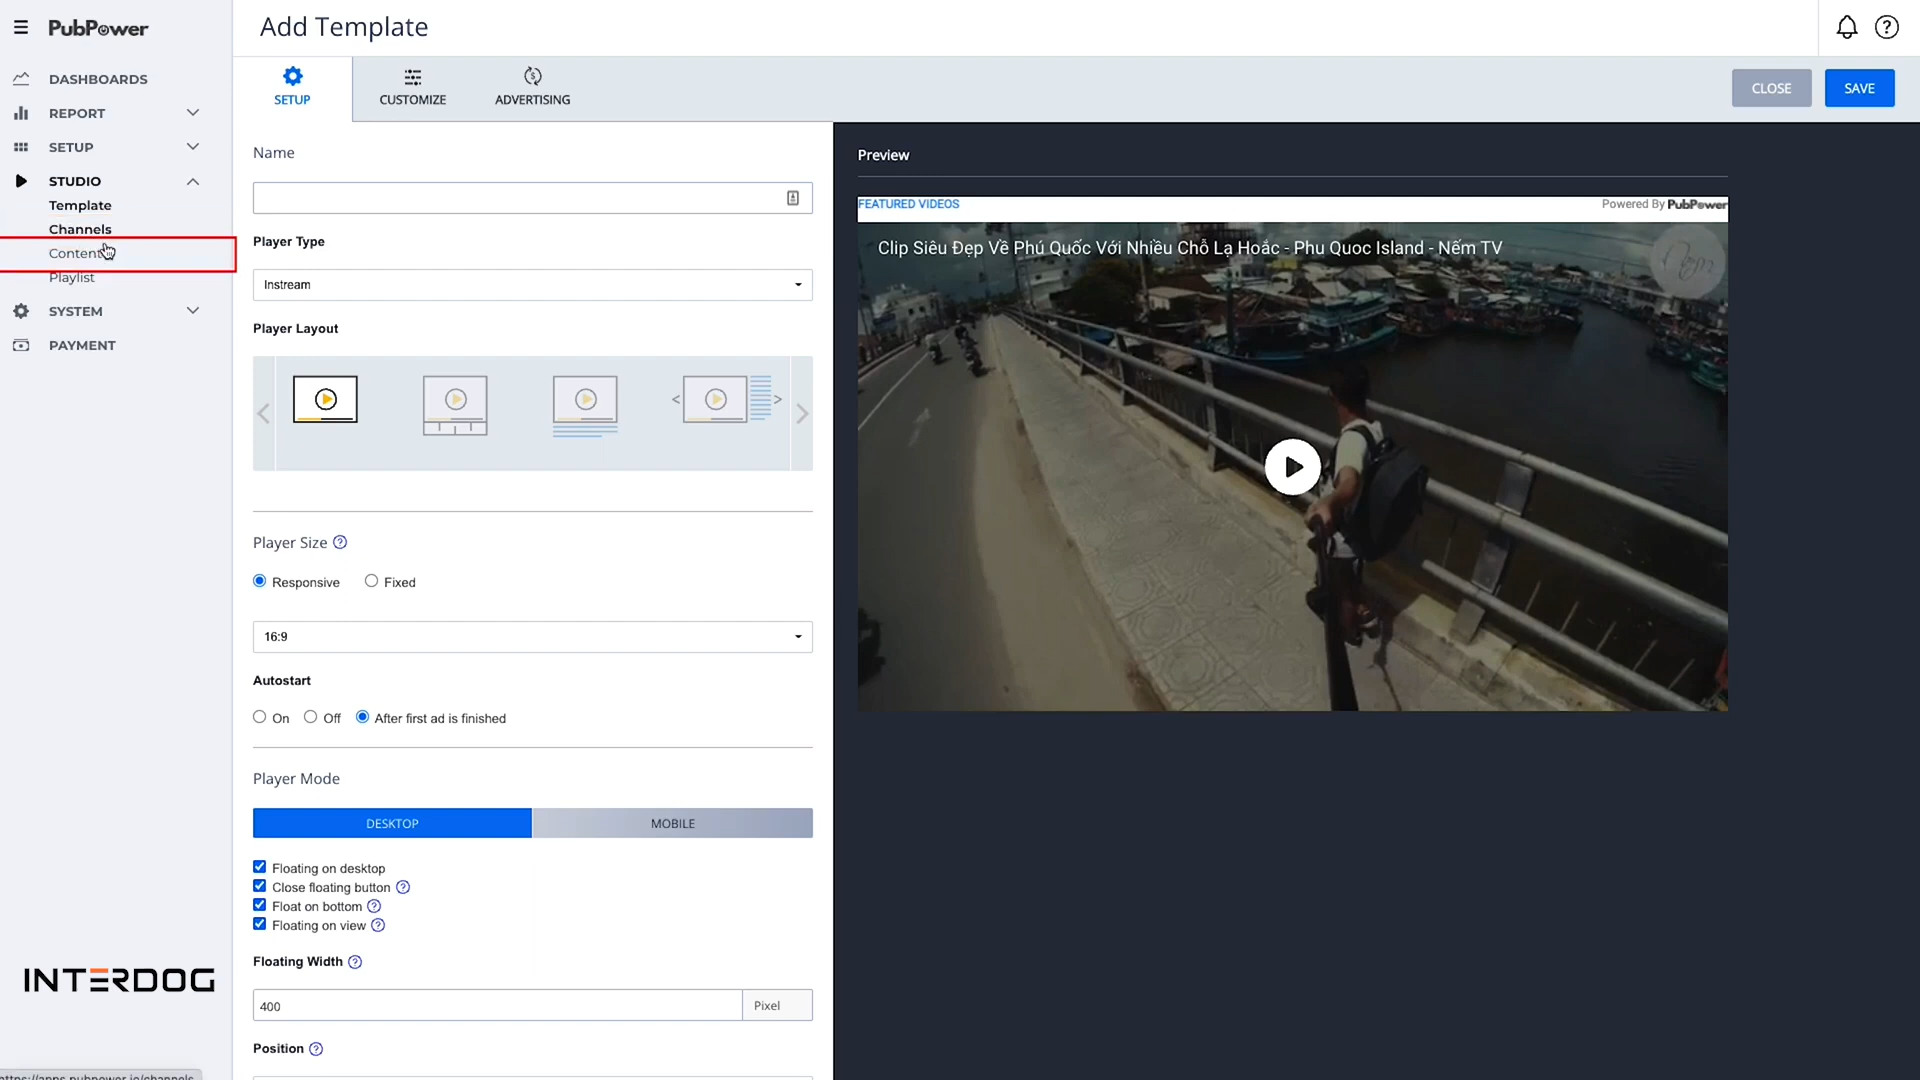 PubPower
Add Template
DASHBOARDS
REPORT
SETUP
STUDIO
Template
Channels
Content
Playlist
SYSTEM
PAYMENT
INTERDOG
SETUP
CUSTOMIZE
ADVERTISING
CLOSE
SAVE
Name
Player Type
Instream
Player Layout
Player Size
Responsive
Fixed
16:9
Autostart
On
Off
After first ad is finished
Player Mode
DESKTOP
MOBILE
Floating on desktop
Close floating button
Float on bottom
Floating on view
Floating Width
400
Pixel
Position
Preview
FEATURED VIDEOS
Powered By PubPower
Clip Siêu Đẹp Về Phú Quốc Với Nhiều Chỗ Lạ Hoắc - Phu Quoc Island - Nếm TV